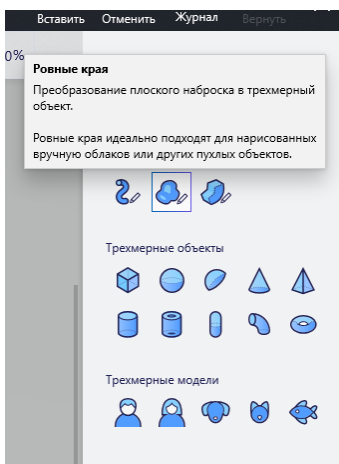 Вставить Отменить Журнал Вернуть
0%
Ровные края
Преобразование плоского наброска в трехмерный
объект.
Ровные края идеально подходят для нарисованных
вручную облаков или других пухлых объектов.
Трехмерные объекты
Трехмерные модели